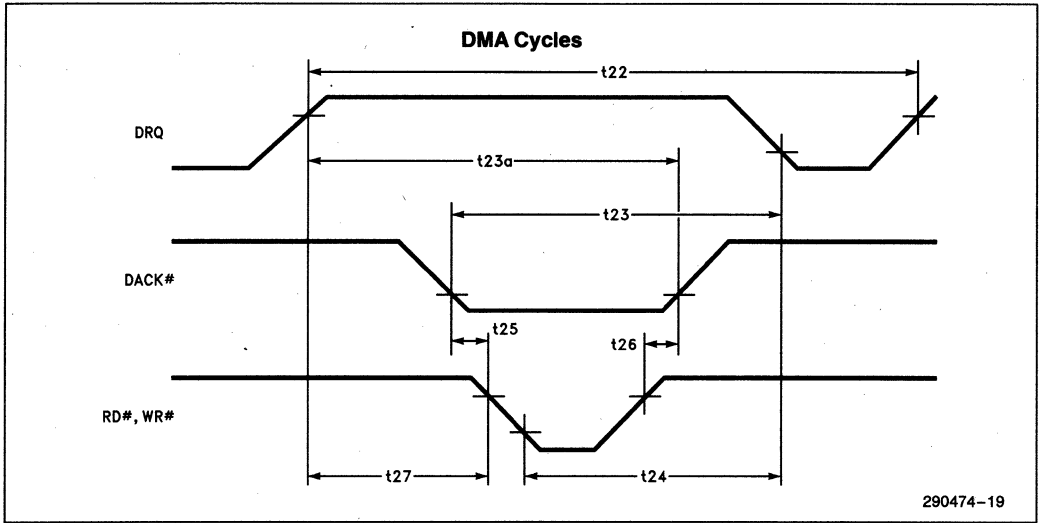 DMA Cycles
t22
DRQ
t23a
t23
DACK#
t25
t26
RD#, WR#
t27
t24
290474-19